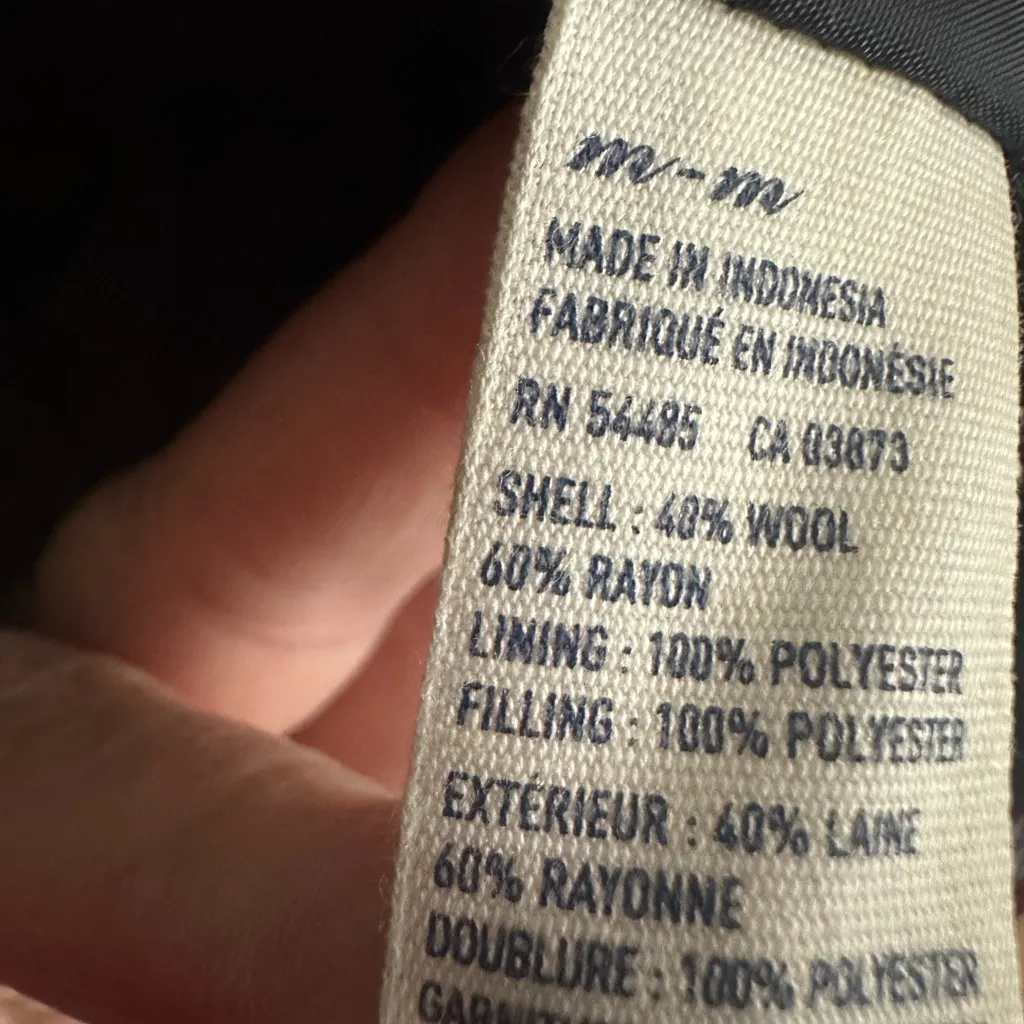 m-m
MADE IN INDONESIA
FABRIQUÉ EN INDONÉSIE
RN 54485 CA 03873
SHELL : 40% WOOL
60% RAYON
LINING : 100% POLYESTER
FILLING : 100% POLYESTER
EXTÉRIEUR : 40% LAINE
60% RAYONNE
DOUBLURE : 100% POLYESTER